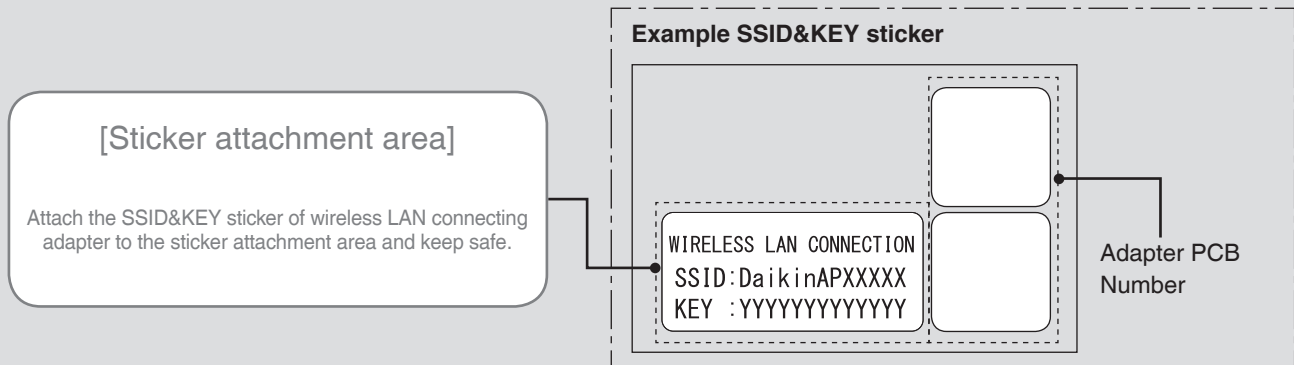 Example SSID&KEY sticker
[Sticker attachment area]
Attach the SSID&KEY sticker of wireless LAN connecting
adapter to the sticker attachment area and keep safe.
WIRELESS LAN CONNECTION
SSID:DaikinAPXXXXX
KEY :YYYYYYYYYYYYY
Adapter PCB
Number